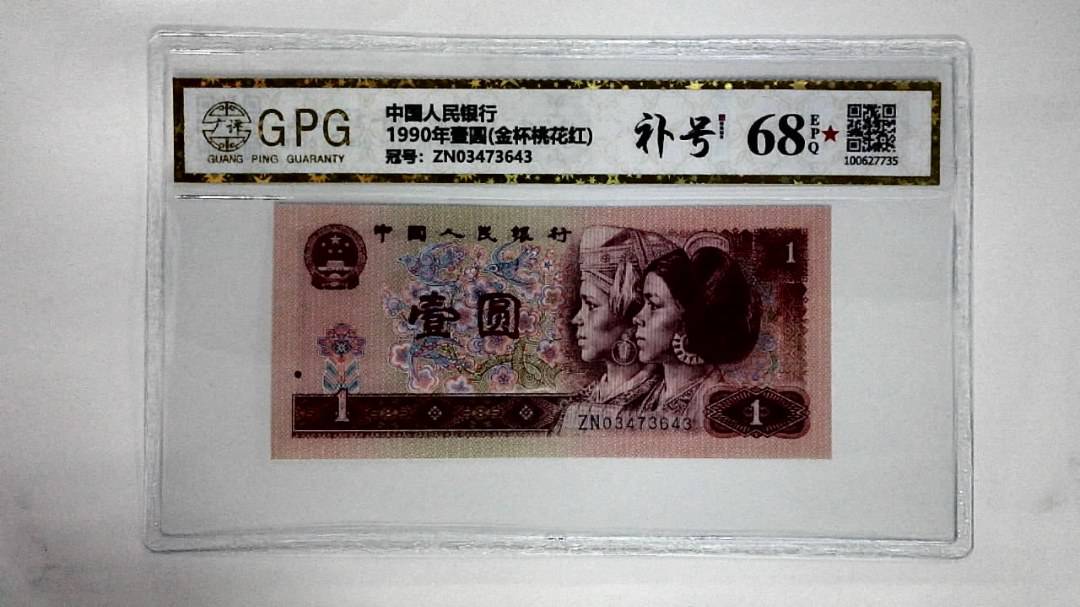 广评
GPG
GUANG PING GUARANTY
中国人民银行
1990年壹圆(金杯桃花红)
冠号：ZN03473643
补号
68
EPQ
100627735
中国人民银行
1
壹圆
1
1
ZN03473643